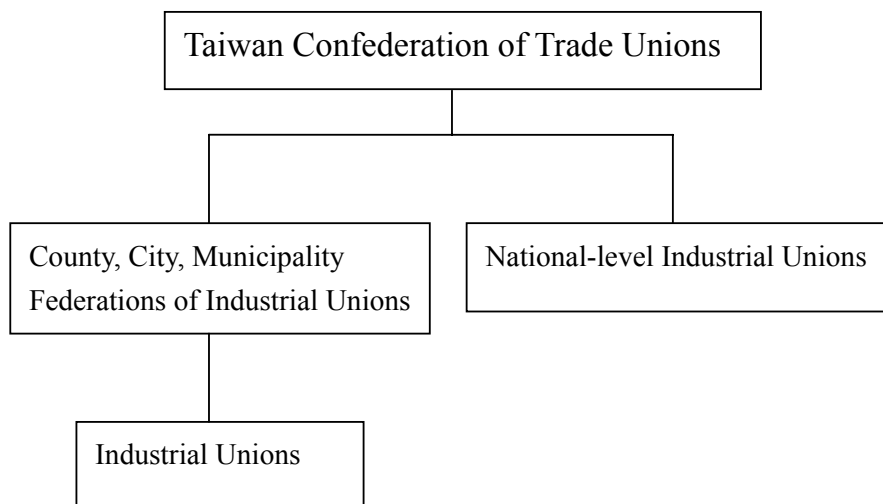 Taiwan Confederation of Trade Unions
County, City, Municipality
Federations of Industrial Unions
National-level Industrial Unions
Industrial Unions